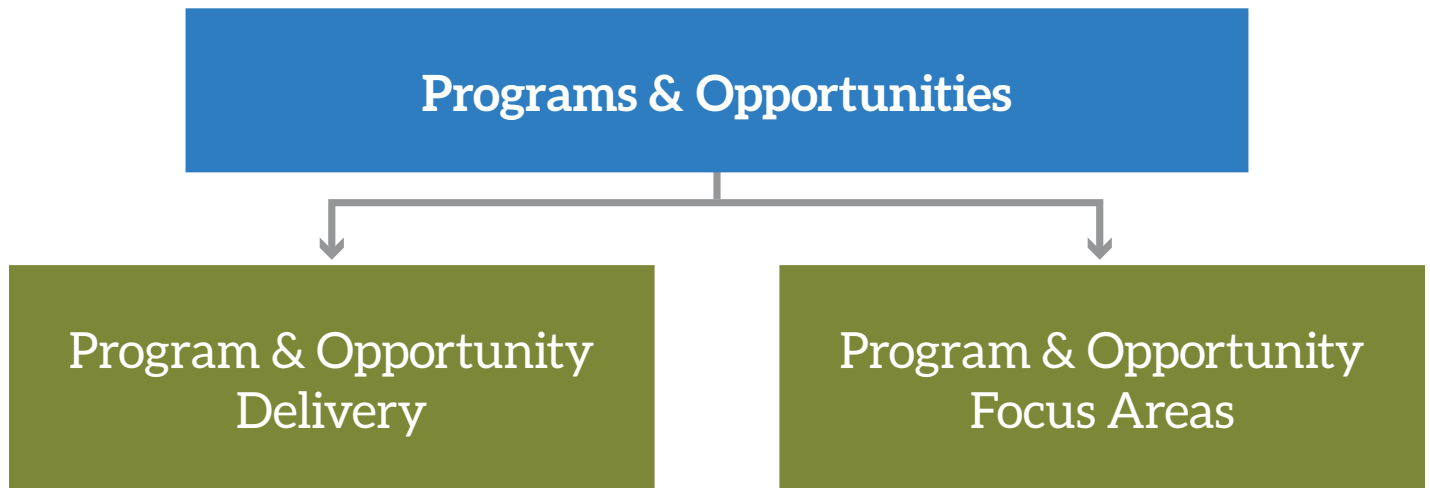 Programs & Opportunities
Program & Opportunity
Delivery
Program & Opportunity
Focus Areas